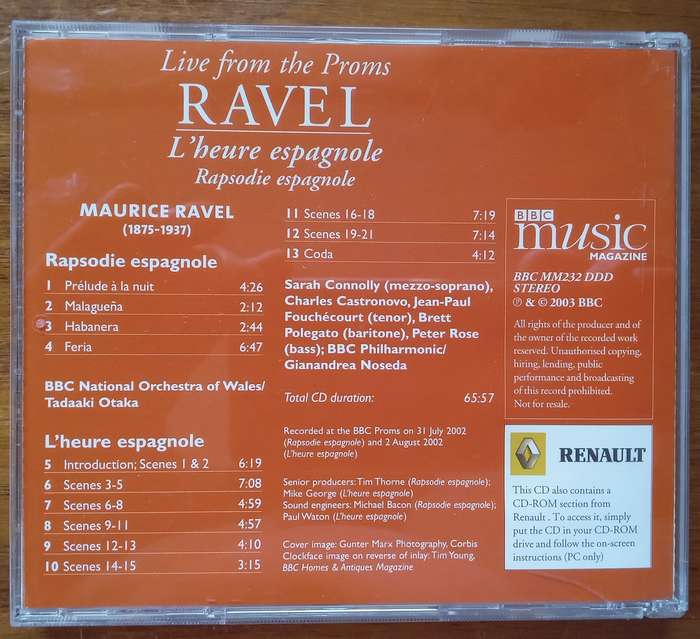 Live from the Proms
RAVEL
L'heure espagnole
Rapsodie espagnole
MAURICE RAVEL
(1875-1937)
Rapsodie espagnole
1 Prélude à la nuit 4:26
2 Malagueña 2:12
3 Habanera 2:44
4 Feria 6:47
BBC National Orchestra of Wales/
Tadaaki Otaka
L'heure espagnole
5 Introduction; Scenes 1 & 2 6:19
6 Scenes 3-5 7:08
7 Scenes 6-8 4:59
8 Scenes 9-11 4:57
9 Scenes 12-13 4:10
10 Scenes 14-15 3:15
11 Scenes 16-18 7:19
12 Scenes 19-21 7:14
13 Coda 4:12
Sarah Connolly (mezzo-soprano),
Charles Castronovo, Jean-Paul
Fouchécourt (tenor), Brett
Polegato (baritone), Peter Rose
(bass); BBC Philharmonic/
Gianandrea Noseda
Total CD duration: 65:57
Recorded at the BBC Proms on 31 July 2002
(Rapsodie espagnole) and 2 August 2002
(L'heure espagnole)
Senior producers: Tim Thorne (Rapsodie espagnole);
Mike George (L'heure espagnole)
Sound engineers: Michael Bacon (Rapsodie espagnole);
Paul Waton (L'heure espagnole)
Cover image: Gunter Marx Photography, Corbis
Clockface image on reverse of inlay: Tim Young,
BBC Homes & Antiques Magazine
BBC
music
MAGAZINE
BBC MM232 DDD
STEREO
℗ & © 2003 BBC
All rights of the producer and of
the owner of the recorded work
reserved. Unauthorised copying,
hiring, lending, public
performance and broadcasting
of this record prohibited.
Not for resale.
RENAULT
This CD also contains a
CD-ROM section from
Renault . To access it, simply
put the CD in your CD-ROM
drive and follow the on-screen
instructions (PC only)